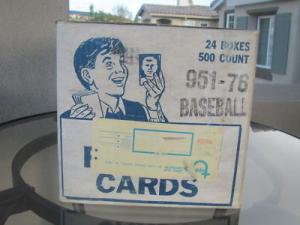 24 BOXES
500 COUNT
951-76
BASEBALL
CARDS